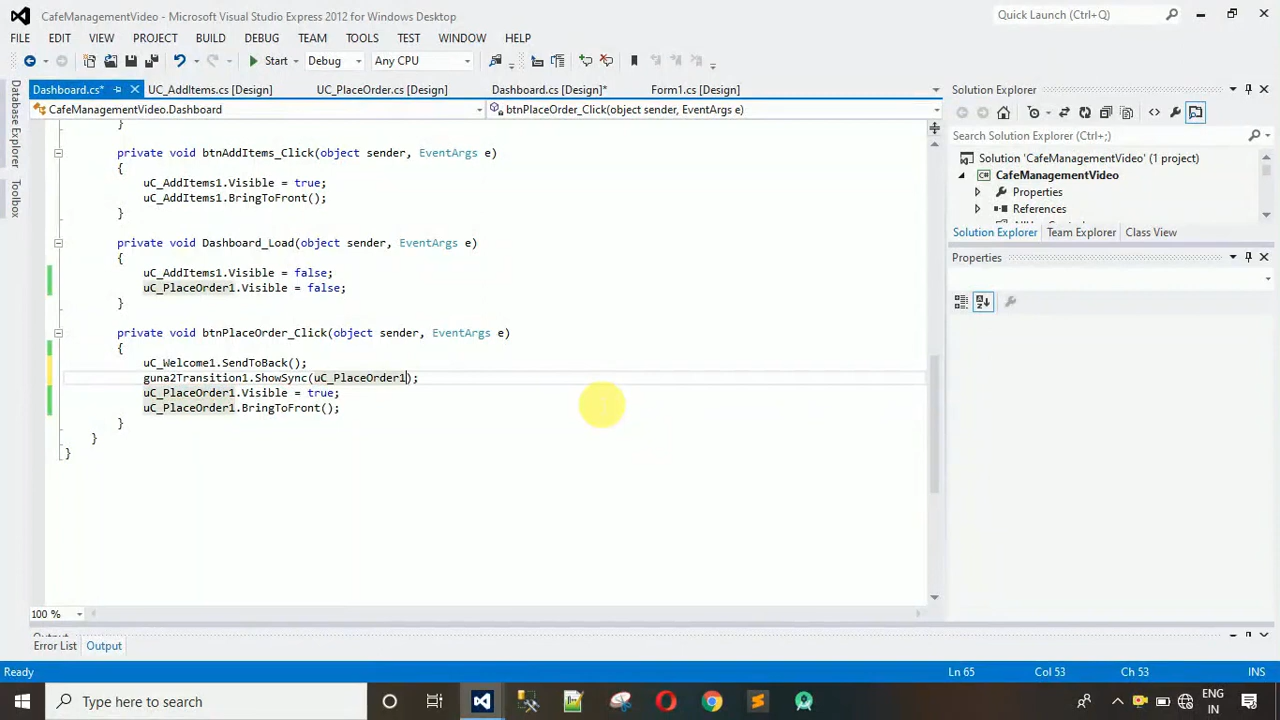 CafeManagementVideo - Microsoft Visual Studio Express 2012 for Windows Desktop
Quick Launch (Ctrl+Q)
FILE EDIT VIEW PROJECT BUILD DEBUG TEAM TOOLS TEST WINDOW HELP
Start Debug Any CPU
Dashboard.cs* UC_AddItems.cs [Design] UC_PlaceOrder.cs [Design] Dashboard.cs [Design]* Form1.cs [Design]
CafeManagementVideo.Dashboard btnPlaceOrder_Click(object sender, EventArgs e)
Database Explorer
Toolbox
}
private void btnAddItems_Click(object sender, EventArgs e)
{
uC_AddItems1.Visible = true;
uC_AddItems1.BringToFront();
}
private void Dashboard_Load(object sender, EventArgs e)
{
uC_AddItems1.Visible = false;
uC_PlaceOrder1.Visible = false;
}
private void btnPlaceOrder_Click(object sender, EventArgs e)
{
uC_Welcome1.SendToBack();
guna2Transition1.ShowSync(uC_PlaceOrder1);
uC_PlaceOrder1.Visible = true;
uC_PlaceOrder1.BringToFront();
}
}
}
100 %
Solution Explorer
Search Solution Explorer (Ctrl+;)
Solution 'CafeManagementVideo' (1 project)
CafeManagementVideo
Properties
References
Solution Explorer Team Explorer Class View
Properties
Error List Output
Ready Ln 65 Col 53 Ch 53 INS
Type here to search
ENG
IN